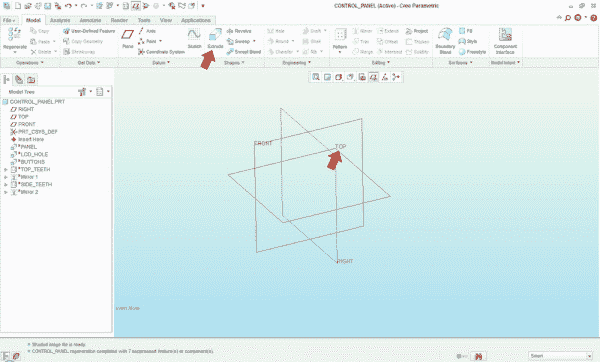 CONTROL_PANEL (Active) - Creo Parametric
File Model Analysis Annotate Render Tools View Applications
Regenerate
Copy
Paste
Delete
User-Defined Feature
Copy Geometry
Shrinkwrap
Plane
Axis
Point
Coordinate System
Sketch
Extrude
Revolve
Sweep
Swept Blend
Hole
Round
Chamfer
Draft
Shell
Rib
Pattern
Mirror
Trim
Merge
Extend
Offset
Intersect
Project
Thicken
Solidify
Boundary Blend
Fill
Style
Freestyle
Component Interface
Operations Get Data Datum Shapes Engineering Editing Surfaces Model Intent
Model Tree
CONTROL_PANEL.PRT
RIGHT
TOP
FRONT
PRT_CSYS_DEF
Insert Here
PANEL
LCD_HOLE
BUTTONS
TOP_TEETH
Mirror 1
SIDE_TEETH
Mirror 2
FRONT
TOP
RIGHT
Shaded image file is ready.
CONTROL_PANEL regeneration completed with 7 suppressed feature(s) or component(s).
Smart